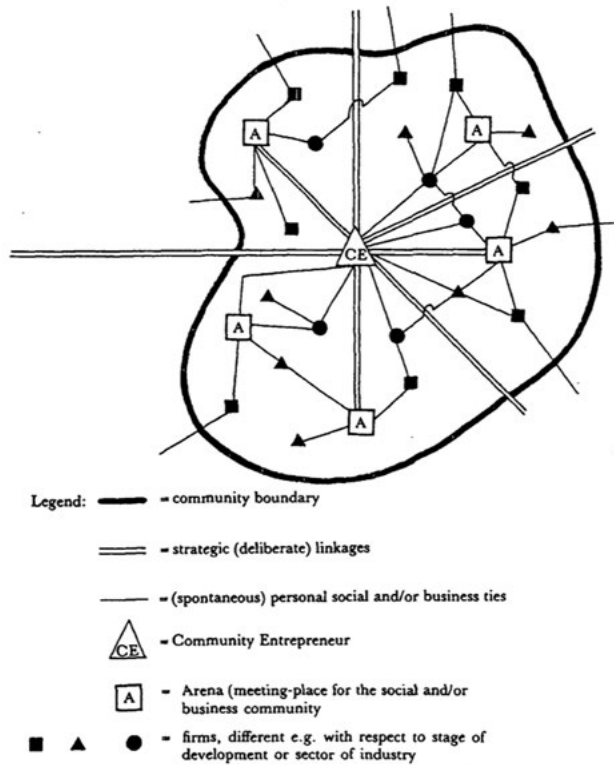 A
A
CE
A
A
A
Legend:
= community boundary
= strategic (deliberate) linkages
= (spontaneous) personal social and/or business ties
CE = Community Entrepreneur
A = Arena (meeting-place for the social and/or
business community
= firms, different e.g. with respect to stage of
development or sector of industry